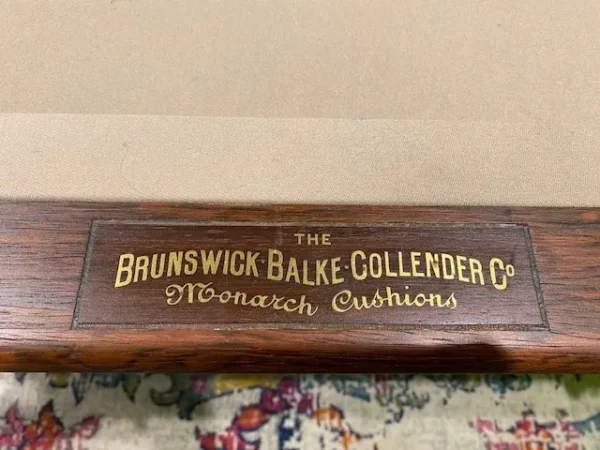 THE
BRUNSWICK·BALKE·COLLENDER Co
Monarch Cushions